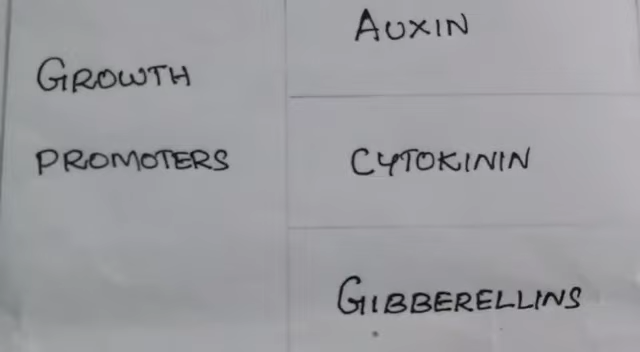 AUXIN
GROWTH
PROMOTERS
CYTOKININ
GIBBERELLINS